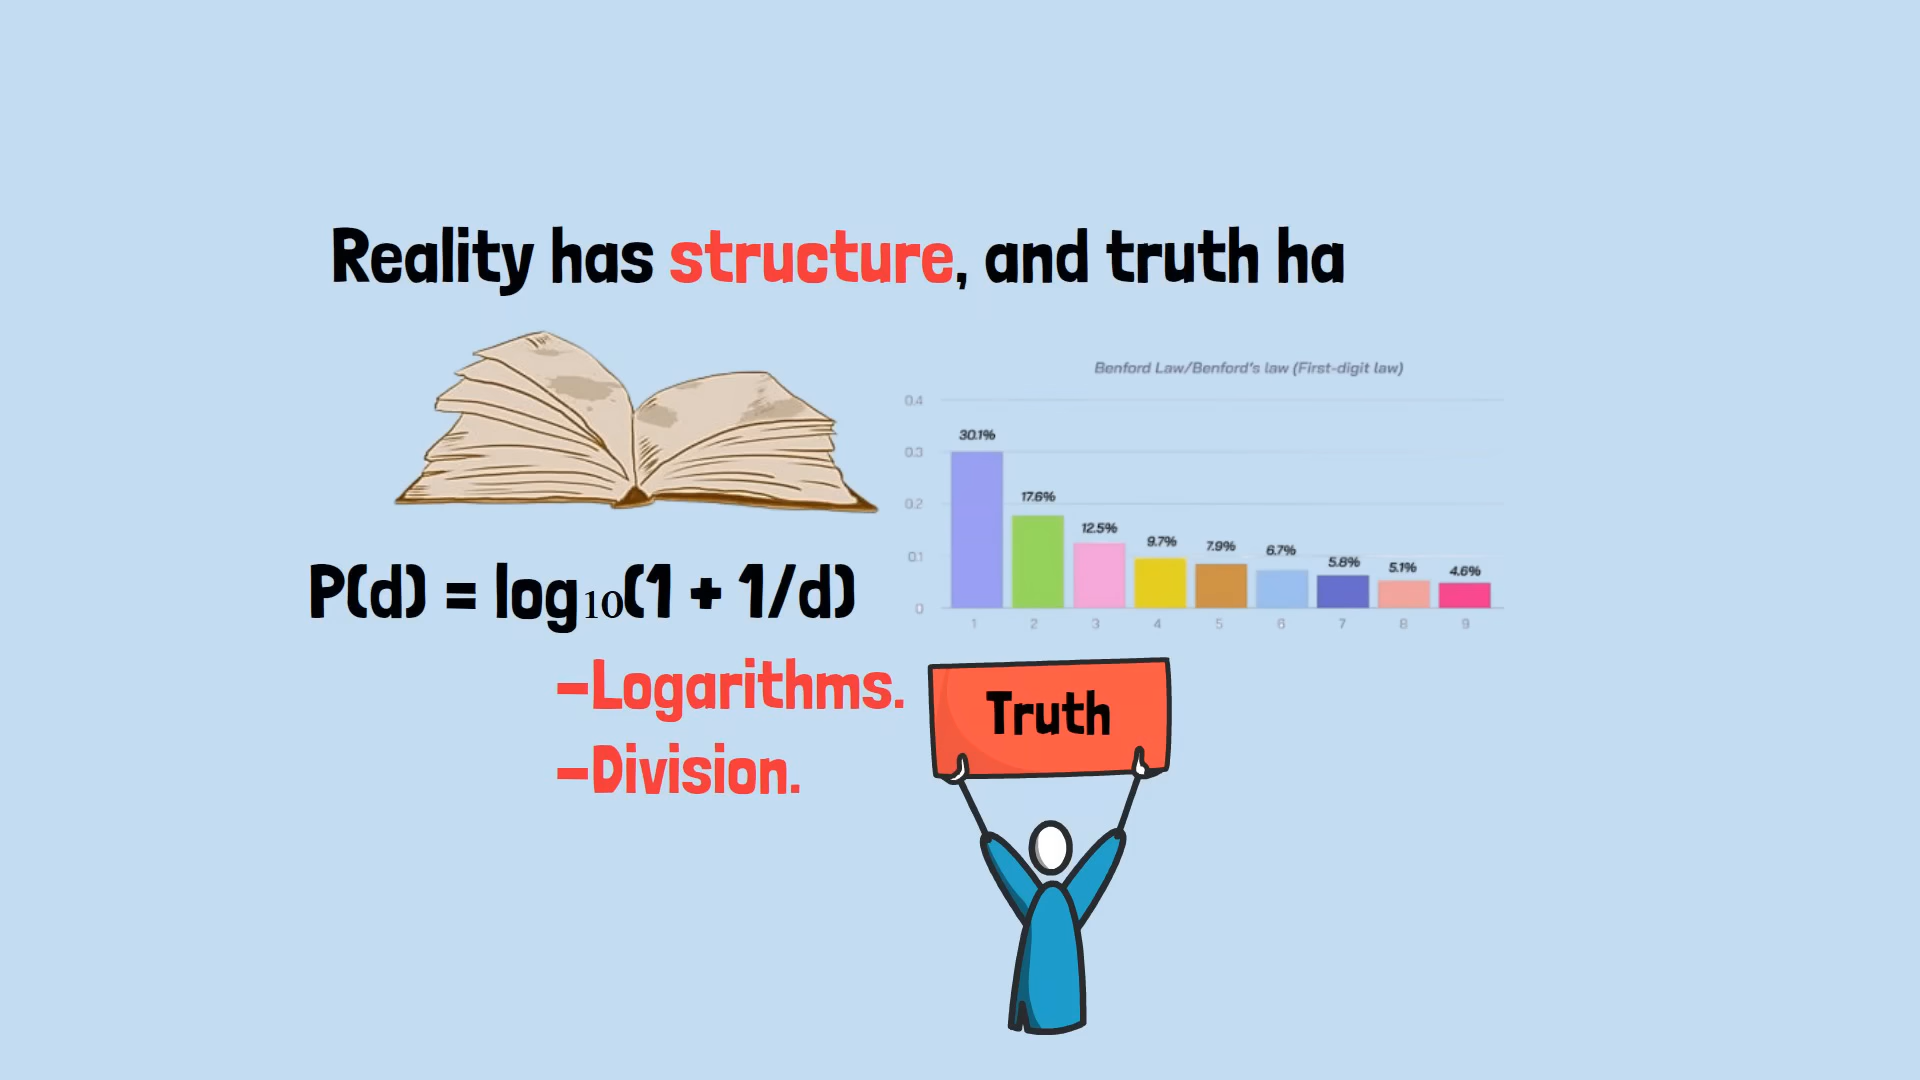 Reality has structure, and truth ha
Benford Law/Benford's law (First-digit law)
0.4
0.3
0.2
0.1
0
30.1%
17.6%
12.5%
9.7%
7.9%
6.7%
5.8%
5.1%
4.6%
1 2 3 4 5 6 7 8 9
P(d) = log₁₀(1 + 1/d)
-Logarithms.
-Division.
Truth